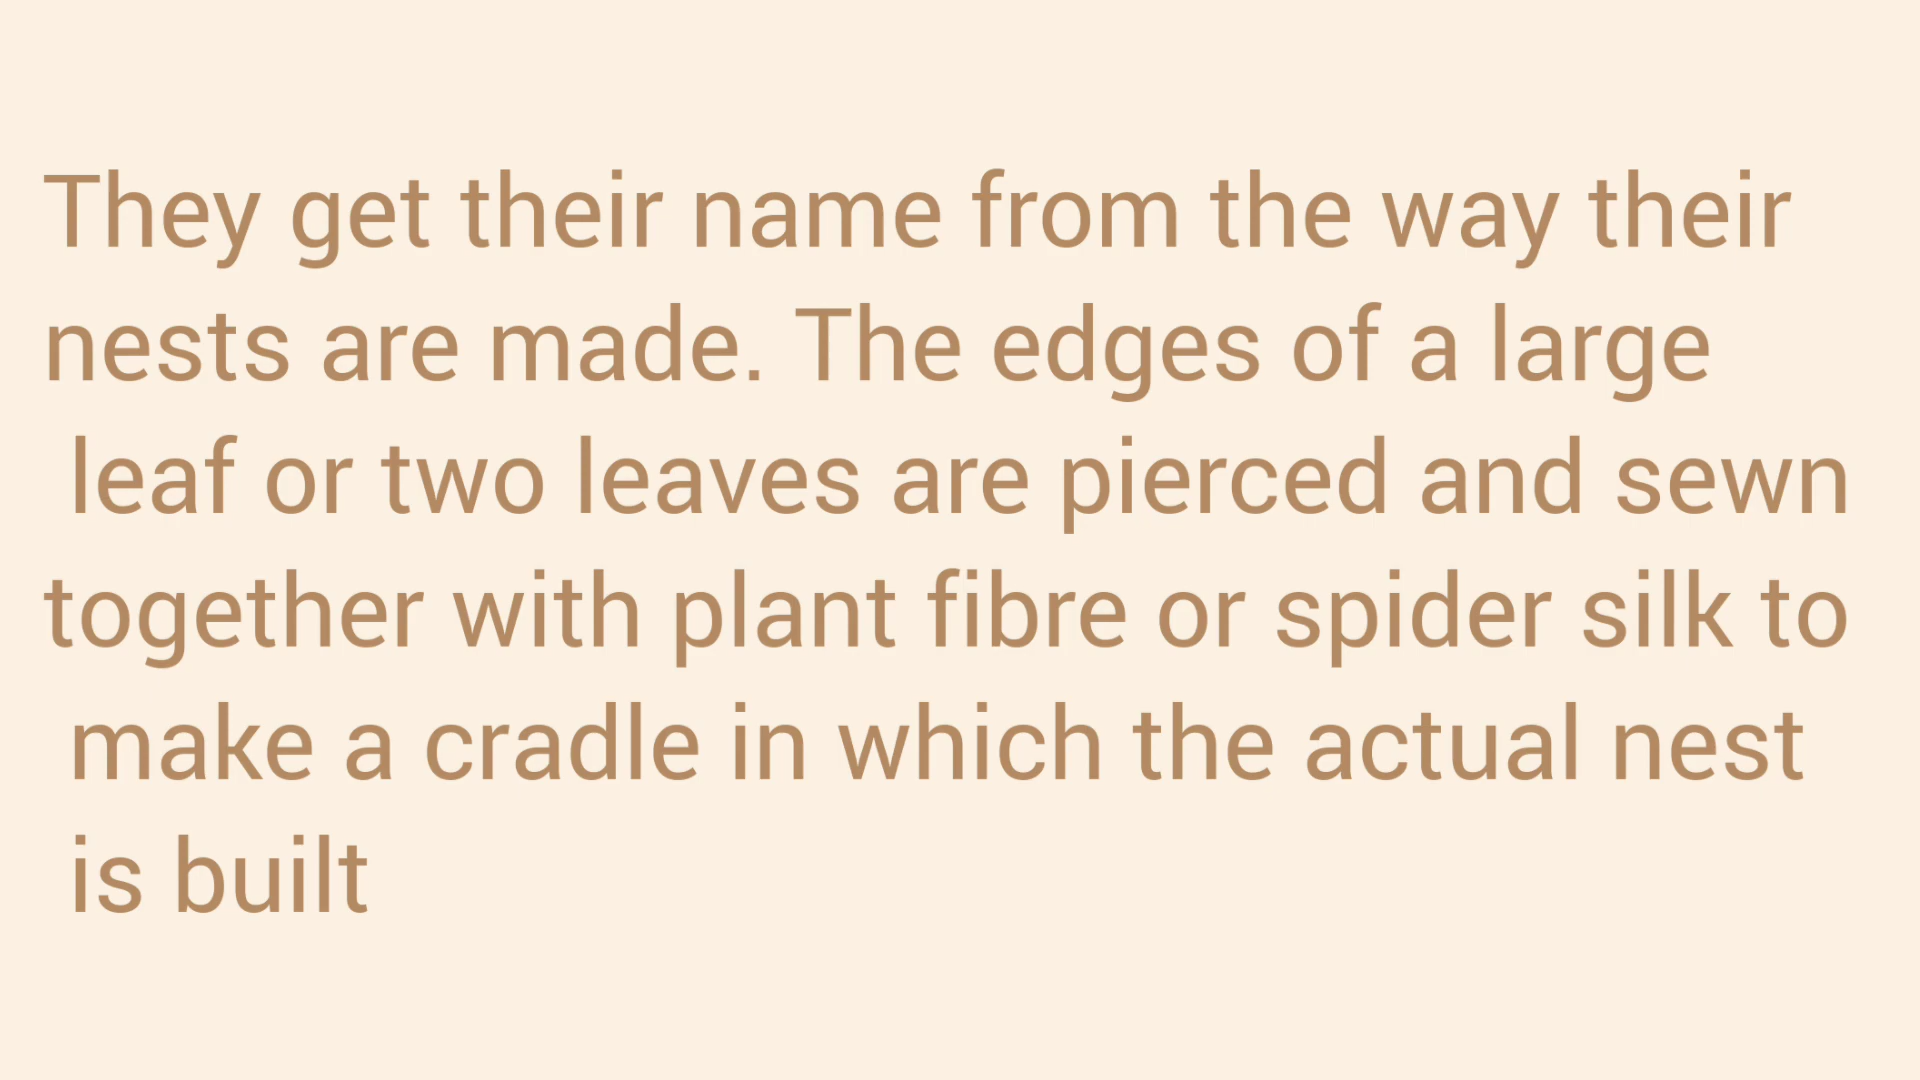 They get their name from the way their
nests are made. The edges of a large
leaf or two leaves are pierced and sewn
together with plant fibre or spider silk to
make a cradle in which the actual nest
is built